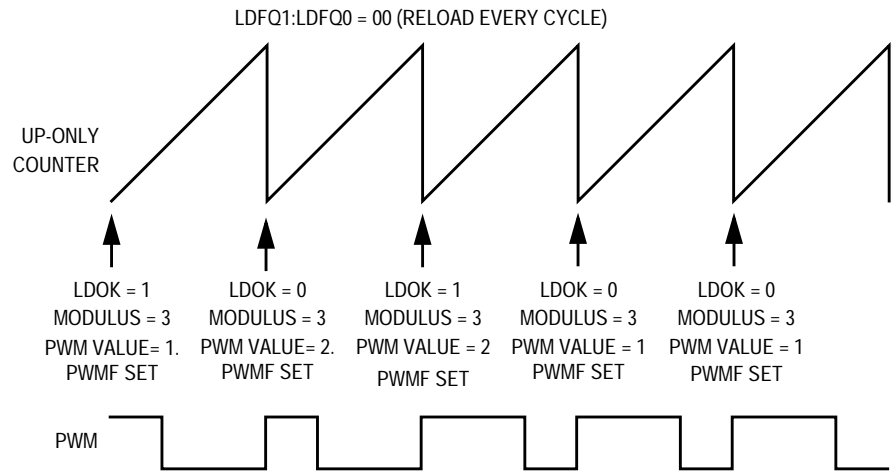 LDFQ1:LDFQ0 = 00 (RELOAD EVERY CYCLE)
UP-ONLY
COUNTER
LDOK = 1
MODULUS = 3
PWM VALUE= 1.
PWMF SET
LDOK = 0
MODULUS = 3
PWM VALUE= 2.
PWMF SET
LDOK = 1
MODULUS = 3
PWM VALUE = 2
PWMF SET
LDOK = 0
MODULUS = 3
PWM VALUE = 1
PWMF SET
LDOK = 0
MODULUS = 3
PWM VALUE = 1
PWMF SET
PWM